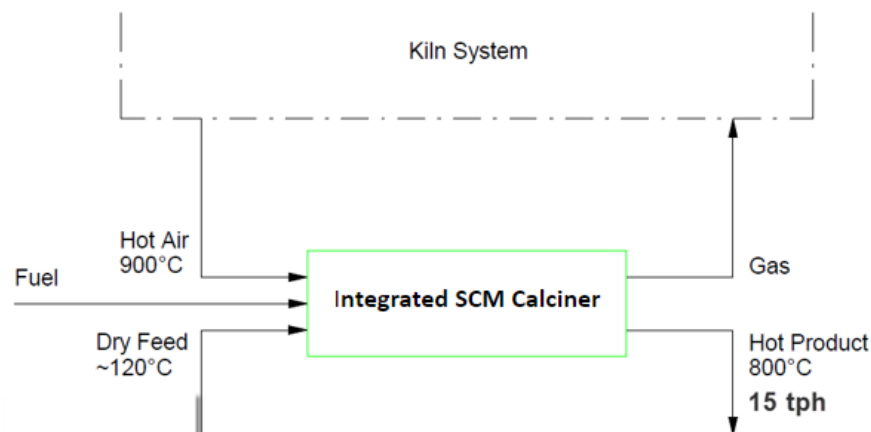 Kiln System
Hot Air
900°C
Fuel
Integrated SCM Calciner
Gas
Dry Feed
~120°C
Hot Product
800°C
15 tph